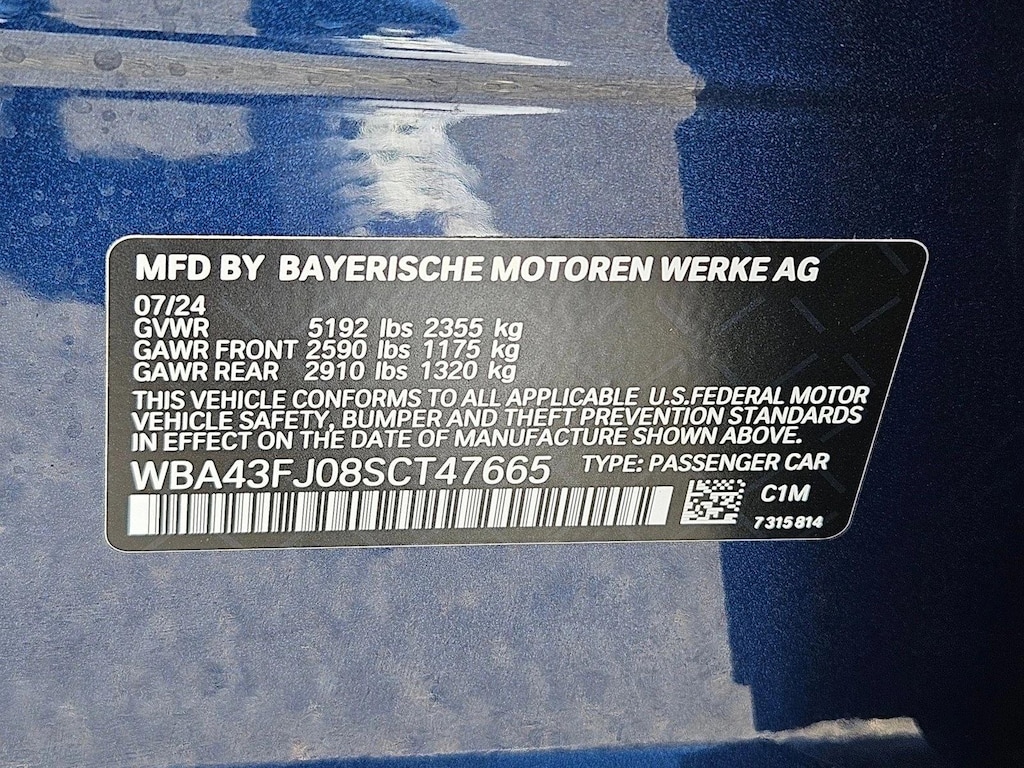 MFD BY BAYERISCHE MOTOREN WERKE AG
07/24
GVWR 5192 lbs 2355 kg
GAWR FRONT 2590 lbs 1175 kg
GAWR REAR 2910 lbs 1320 kg
THIS VEHICLE CONFORMS TO ALL APPLICABLE U.S.FEDERAL MOTOR
VEHICLE SAFETY, BUMPER AND THEFT PREVENTION STANDARDS
IN EFFECT ON THE DATE OF MANUFACTURE SHOWN ABOVE.
WBA43FJ08SCT47665 TYPE: PASSENGER CAR
C1M
7315814